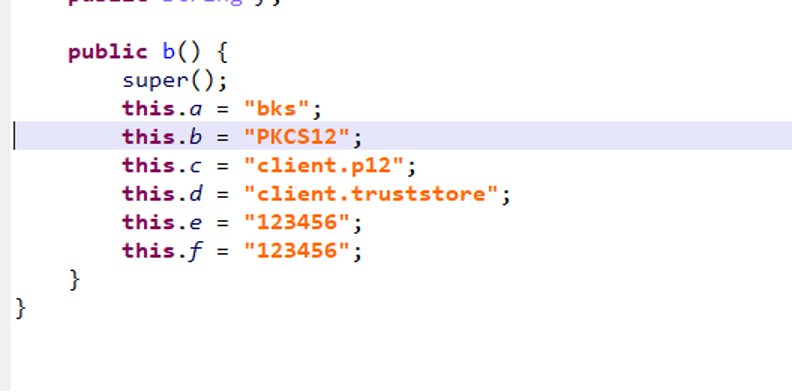 public String y;
public b() {
super();
this.a = "bks";
this.b = "PKCS12";
this.c = "client.p12";
this.d = "client.truststore";
this.e = "123456";
this.f = "123456";
}
}